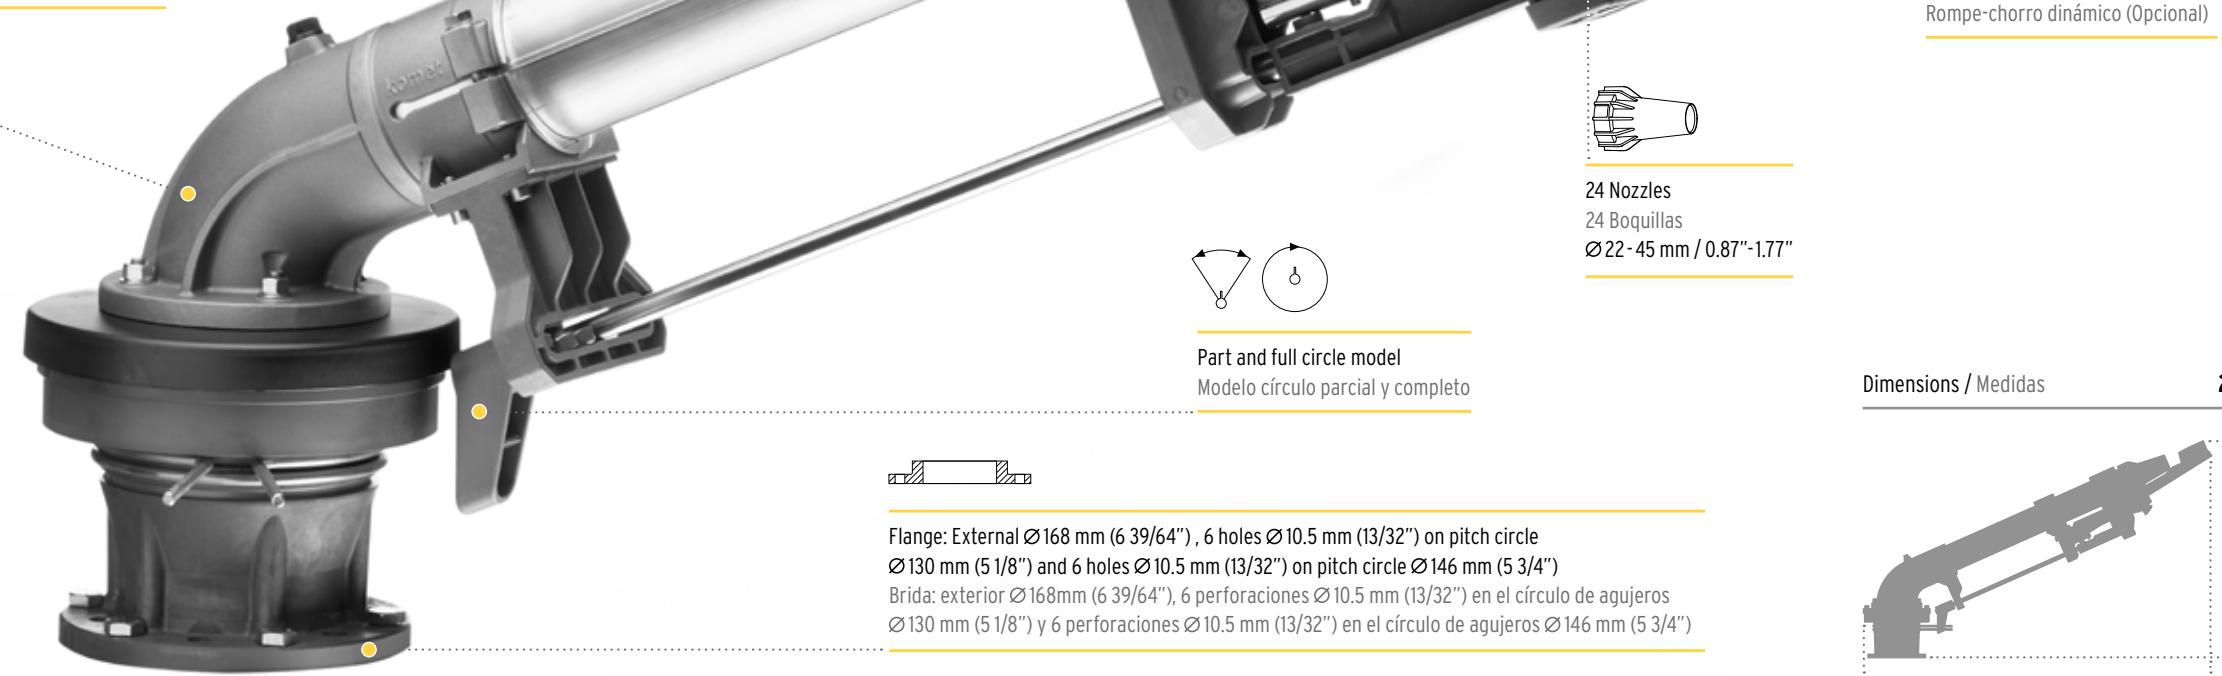 Rompe-chorro dinámico (Opcional)
komet
24 Nozzles
24 Boquillas
Ø 22 - 45 mm / 0.87”-1.77”
Part and full circle model
Modelo círculo parcial y completo
Dimensions / Medidas
Flange: External Ø 168 mm (6 39/64”) , 6 holes Ø 10.5 mm (13/32”) on pitch circle
Ø 130 mm (5 1/8”) and 6 holes Ø 10.5 mm (13/32”) on pitch circle Ø 146 mm (5 3/4”)
Brida: exterior Ø 168mm (6 39/64”), 6 perforaciones Ø 10.5 mm (13/32”) en el círculo de agujeros
Ø 130 mm (5 1/8”) y 6 perforaciones Ø 10.5 mm (13/32”) en el círculo de agujeros Ø 146 mm (5 3/4”)